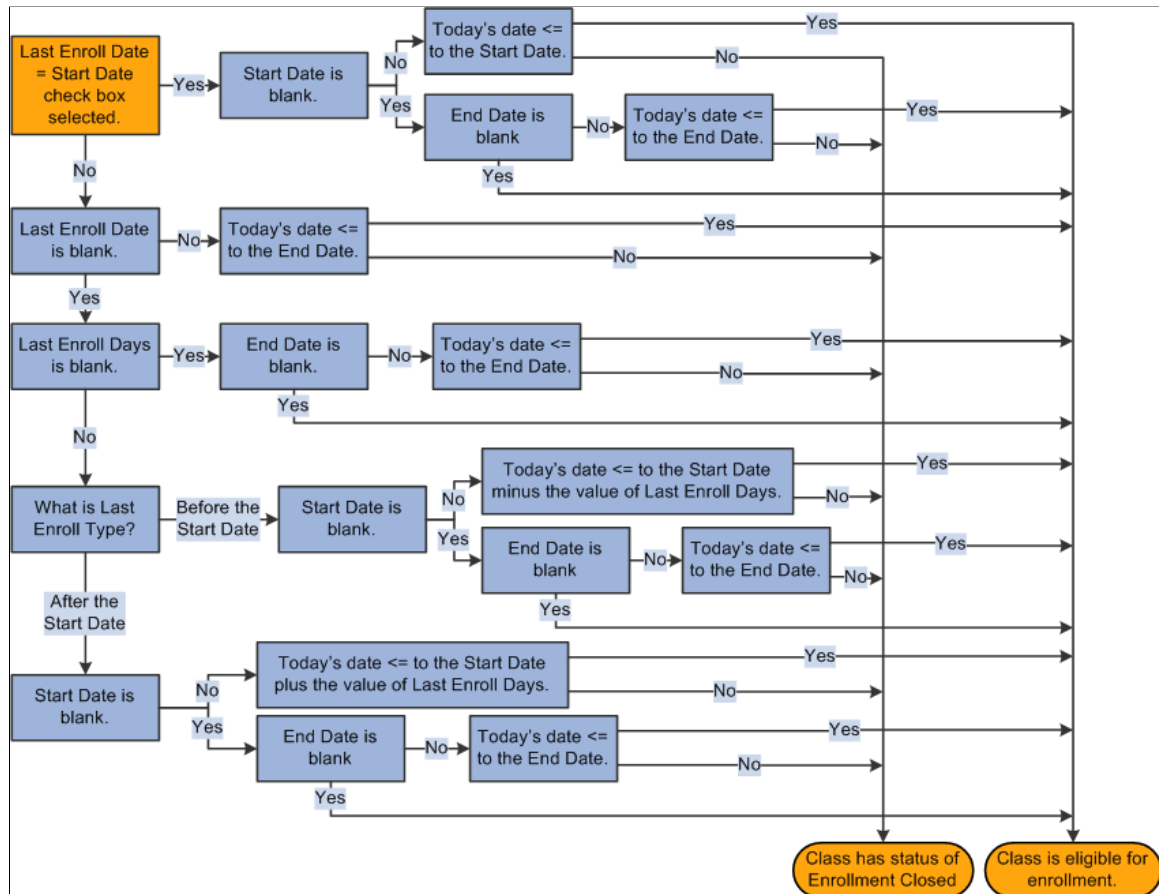 Last Enroll Date
= Start Date
check box
selected.
Yes
Start Date is
blank.
No
Yes
Today's date <=
to the Start Date.
Yes
No
End Date is
blank
No
Today's date <=
to the End Date.
Yes
No
Yes
No
Last Enroll Date
is blank.
No
Today's date <=
to the End Date.
Yes
No
Yes
Last Enroll Days
is blank.
Yes
End Date is
blank.
No
Today's date <=
to the End Date.
Yes
No
Yes
No
What is Last
Enroll Type?
Before the
Start Date
Start Date is
blank.
No
Yes
Today's date <= to the Start Date
minus the value of Last Enroll Days.
Yes
No
End Date is
blank
No
Today's date <=
to the End Date.
Yes
No
Yes
After the
Start Date
Start Date is
blank.
No
Yes
Today's date <= to the Start Date
plus the value of Last Enroll Days.
Yes
No
End Date is
blank
No
Today's date <=
to the End Date.
Yes
No
Yes
Class has status of
Enrollment Closed
Class is eligible for
enrollment.